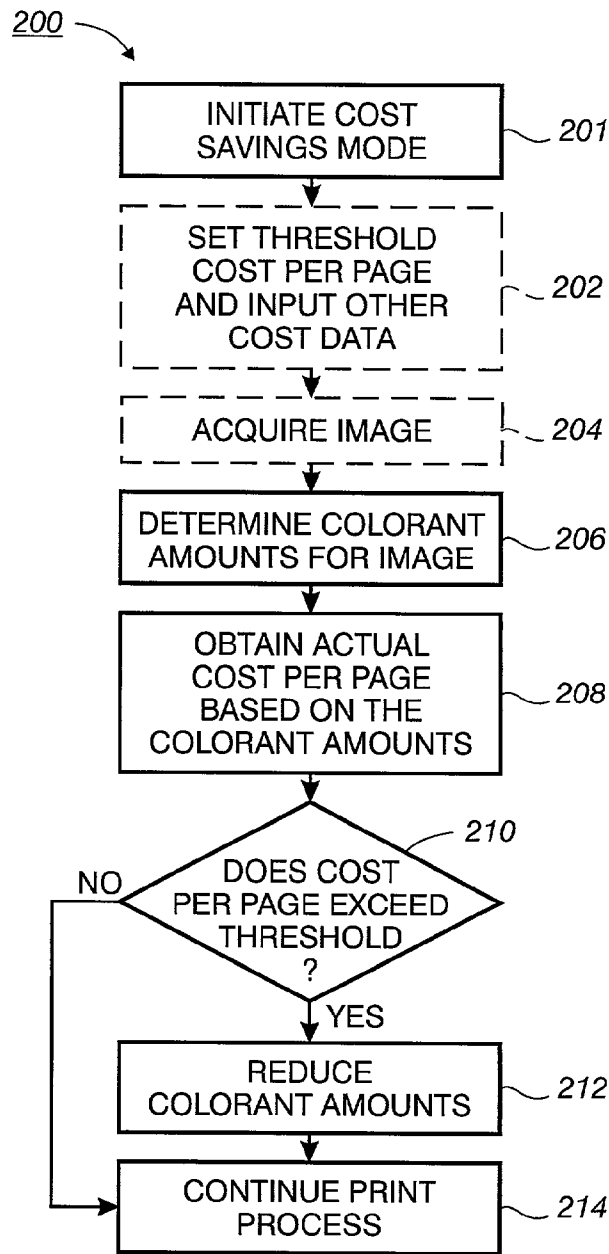 200
INITIATE COST
SAVINGS MODE
201
SET THRESHOLD
COST PER PAGE
AND INPUT OTHER
COST DATA
202
ACQUIRE IMAGE
204
DETERMINE COLORANT
AMOUNTS FOR IMAGE
206
OBTAIN ACTUAL
COST PER PAGE
BASED ON THE
COLORANT AMOUNTS
208
210
DOES COST
PER PAGE EXCEED
THRESHOLD
?
NO
YES
REDUCE
COLORANT AMOUNTS
212
CONTINUE PRINT
PROCESS
214